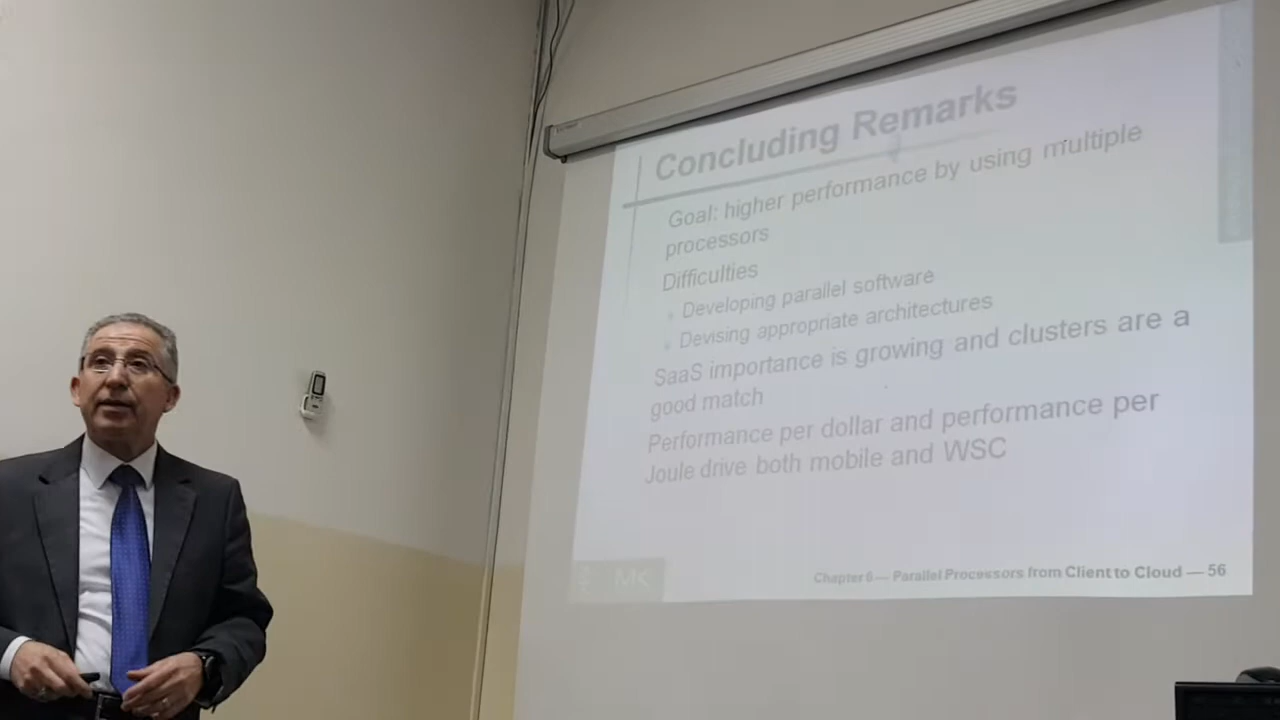 Concluding Remarks
Goal: higher performance by using multiple
processors
Difficulties
Developing parallel software
Devising appropriate architectures
SaaS importance is growing and clusters are a
good match
Performance per dollar and performance per
Joule drive both mobile and WSC
MK
Chapter 6 — Parallel Processors from Client to Cloud — 56